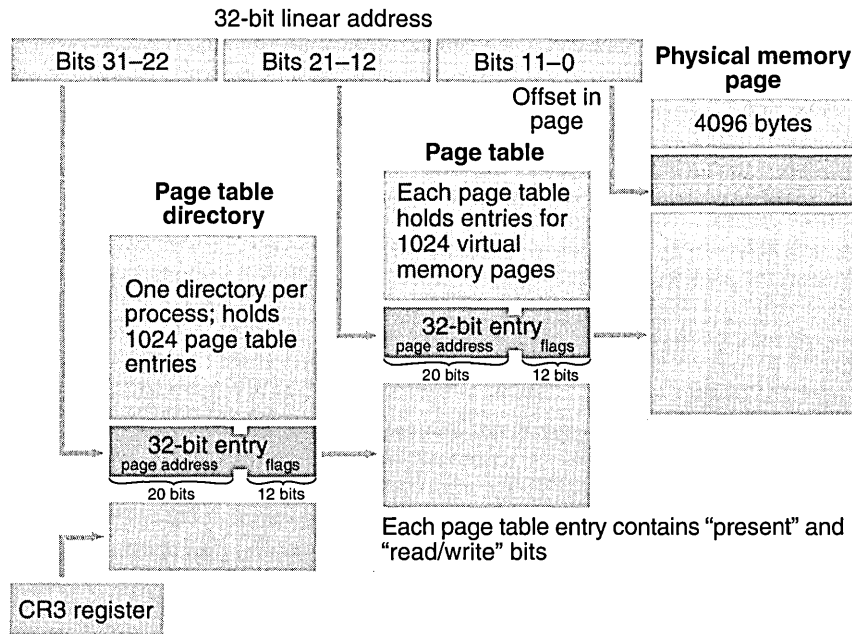 32-bit linear address
Bits 31–22
Bits 21–12
Bits 11–0
Physical memory
page
Offset in
page
4096 bytes
Page table
Each page table
holds entries for
1024 virtual
memory pages
Page table
directory
One directory per
process; holds
1024 page table
entries
32-bit entry
page address
flags
20 bits
12 bits
32-bit entry
page address
flags
20 bits
12 bits
Each page table entry contains “present” and
“read/write” bits
CR3 register